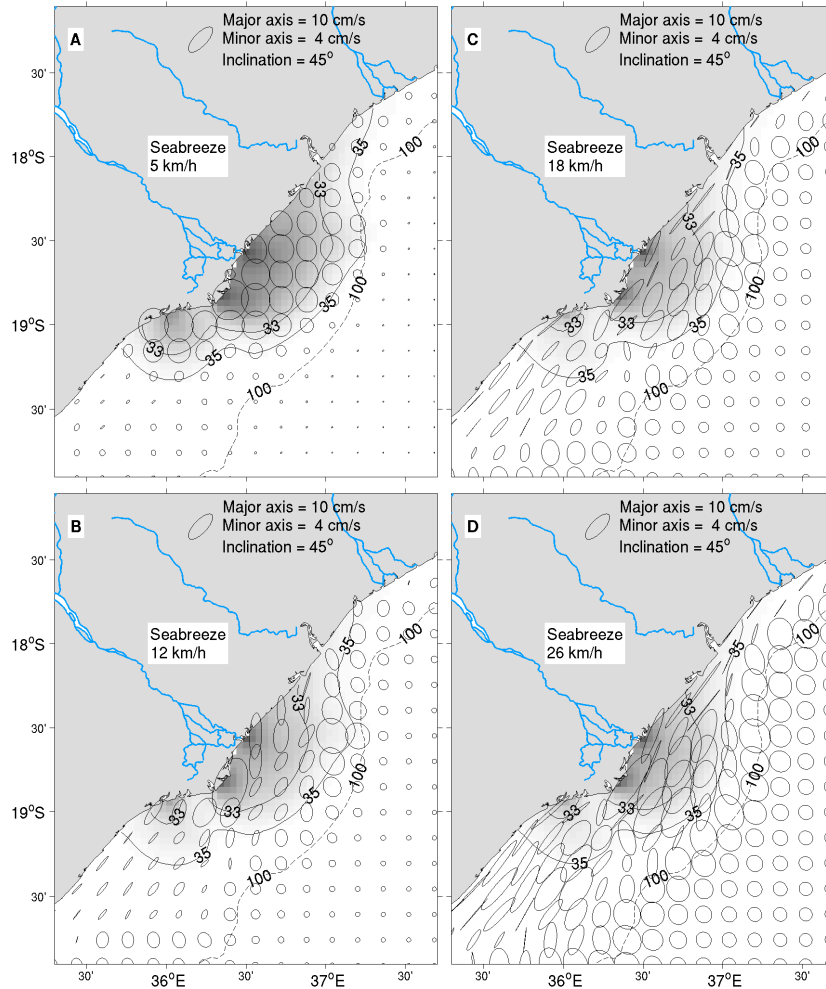 A
Major axis = 10 cm/s
Minor axis = 4 cm/s
Inclination = 45°
30'
Seabreeze
5 km/h
18°S
35
100
33
30'
100
35
19°S
33
33
35
100
30'
C
Major axis = 10 cm/s
Minor axis = 4 cm/s
Inclination = 45°
Seabreeze
18 km/h
35
100
33
100
33
33
35
35
100
B
Major axis = 10 cm/s
Minor axis = 4 cm/s
Inclination = 45°
30'
Seabreeze
12 km/h
18°S
35
100
33
30'
100
35
19°S
33
33
35
100
30'
30'
36°E
30'
37°E
30'
D
Major axis = 10 cm/s
Minor axis = 4 cm/s
Inclination = 45°
Seabreeze
26 km/h
35
100
33
100
33
33
35
35
100
30'
36°E
30'
37°E
30'